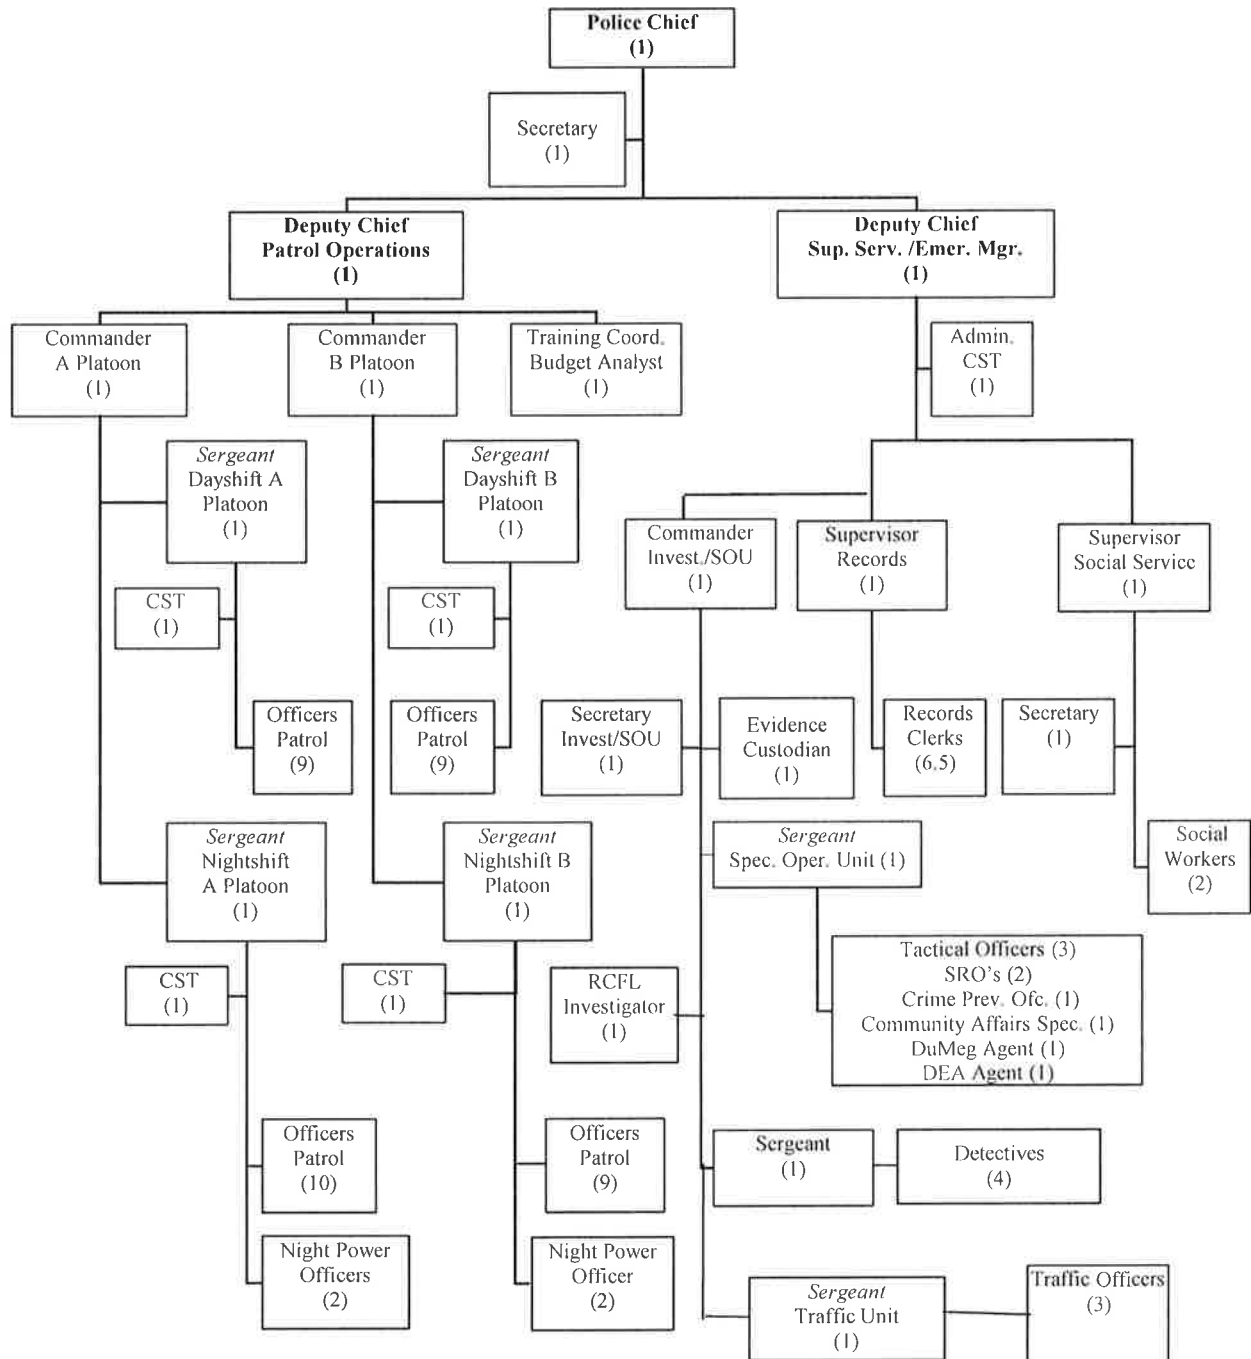 Police Chief
(1)
Secretary
(1)
Deputy Chief
Patrol Operations
(1)
Deputy Chief
Sup. Serv. /Emer. Mgr.
(1)
Commander
A Platoon
(1)
Commander
B Platoon
(1)
Training Coord.
Budget Analyst
(1)
Admin.
CST
(1)
Sergeant
Dayshift A
Platoon
(1)
Sergeant
Dayshift B
Platoon
(1)
Commander
Invest./SOU
(1)
Supervisor
Records
(1)
Supervisor
Social Service
(1)
CST
(1)
CST
(1)
Officers
Patrol
(9)
Officers
Patrol
(9)
Secretary
Invest/SOU
(1)
Evidence
Custodian
(1)
Records
Clerks
(6.5)
Secretary
(1)
Sergeant
Nightshift
A Platoon
(1)
Sergeant
Nightshift B
Platoon
(1)
Sergeant
Spec. Oper. Unit (1)
Social
Workers
(2)
CST
(1)
CST
(1)
RCFL
Investigator
(1)
Tactical Officers (3)
SRO's (2)
Crime Prev. Ofc. (1)
Community Affairs Spec. (1)
DuMeg Agent (1)
DEA Agent (1)
Officers
Patrol
(10)
Officers
Patrol
(9)
Sergeant
(1)
Detectives
(4)
Night Power
Officers
(2)
Night Power
Officer
(2)
Sergeant
Traffic Unit
(1)
Traffic Officers
(3)